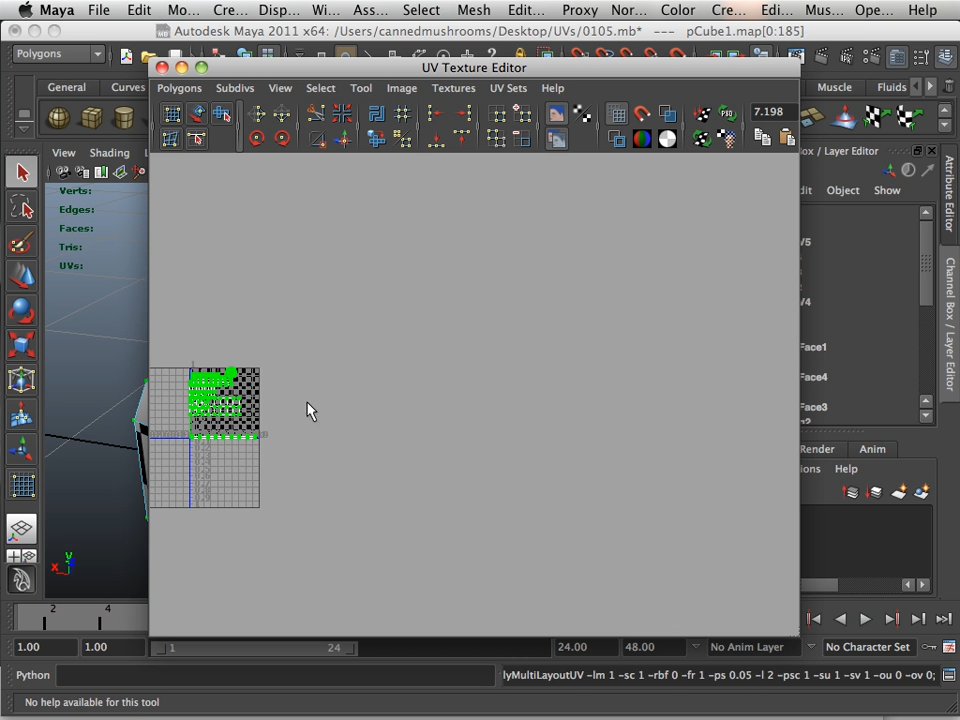 Maya File Edit Mo... Cre... Disp... Wi... Ass... Select Mesh Edit... Proxy Nor... Color Cre... Edi... Mus... Ope... Help
Autodesk Maya 2011 x64: /Users/cannedmushrooms/Desktop/UVs/0105.mb* --- pCube1.map[0:185]
Polygons
UV Texture Editor
General Curves
Muscle Fluids
Polygons Subdivs View Select Tool Image Textures UV Sets Help
7.198
View Shading
ox / Layer Editor
dit Object Show
Verts:
Edges:
Faces:
Tris:
UVs:
V5
V4
Face1
Face4
Face3
Attribute Editor
Channel Box / Layer Editor
Render Anim
ions Help
y
x
2 4
1.00 1.00 1 24 24.00 48.00 No Anim Layer No Character Set
Python
lyMultiLayoutUV -lm 1 -sc 1 -rbf 0 -fr 1 -ps 0.05 -l 2 -psc 1 -su 1 -sv 1 -ou 0 -ov 0;
No help available for this tool